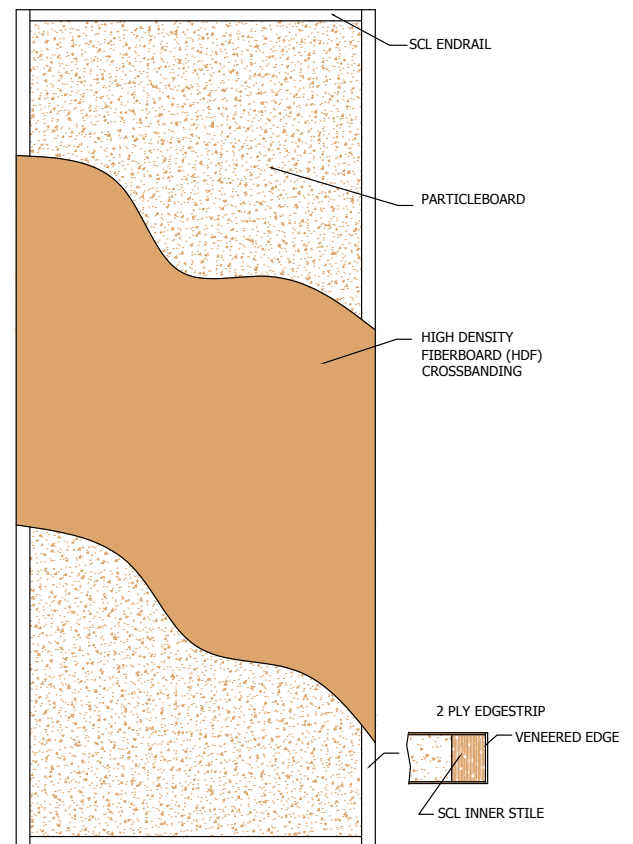 SCL ENDRAIL
PARTICLEBOARD
HIGH DENSITY
FIBERBOARD (HDF)
CROSSBANDING
2 PLY EDGESTRIP
VENEERED EDGE
SCL INNER STILE